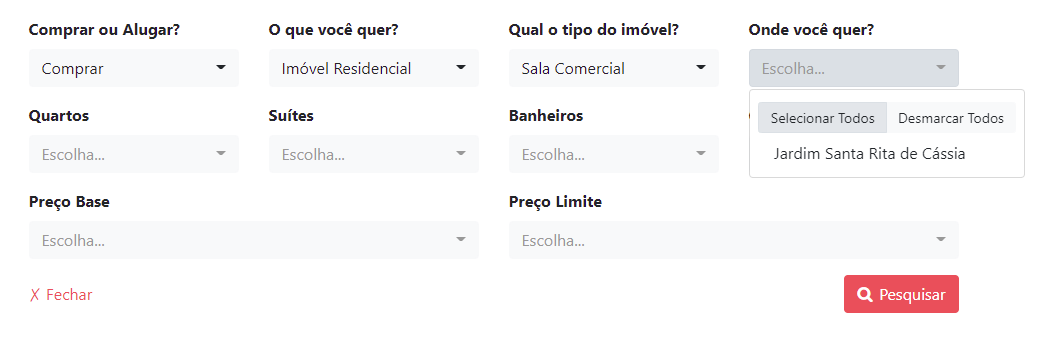 Comprar ou Alugar?
O que você quer?
Qual o tipo do imóvel?
Onde você quer?
Comprar
Imóvel Residencial
Sala Comercial
Escolha...
Quartos
Suítes
Banheiros
Selecionar Todos
Desmarcar Todos
Escolha...
Escolha...
Escolha...
Jardim Santa Rita de Cássia
Preço Base
Preço Limite
Escolha...
Escolha...
X Fechar
Pesquisar